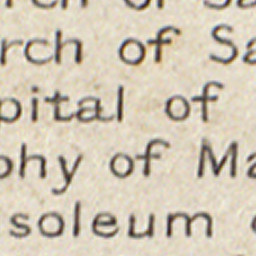 rch of Sa
pital of
phy of Ma
soleum